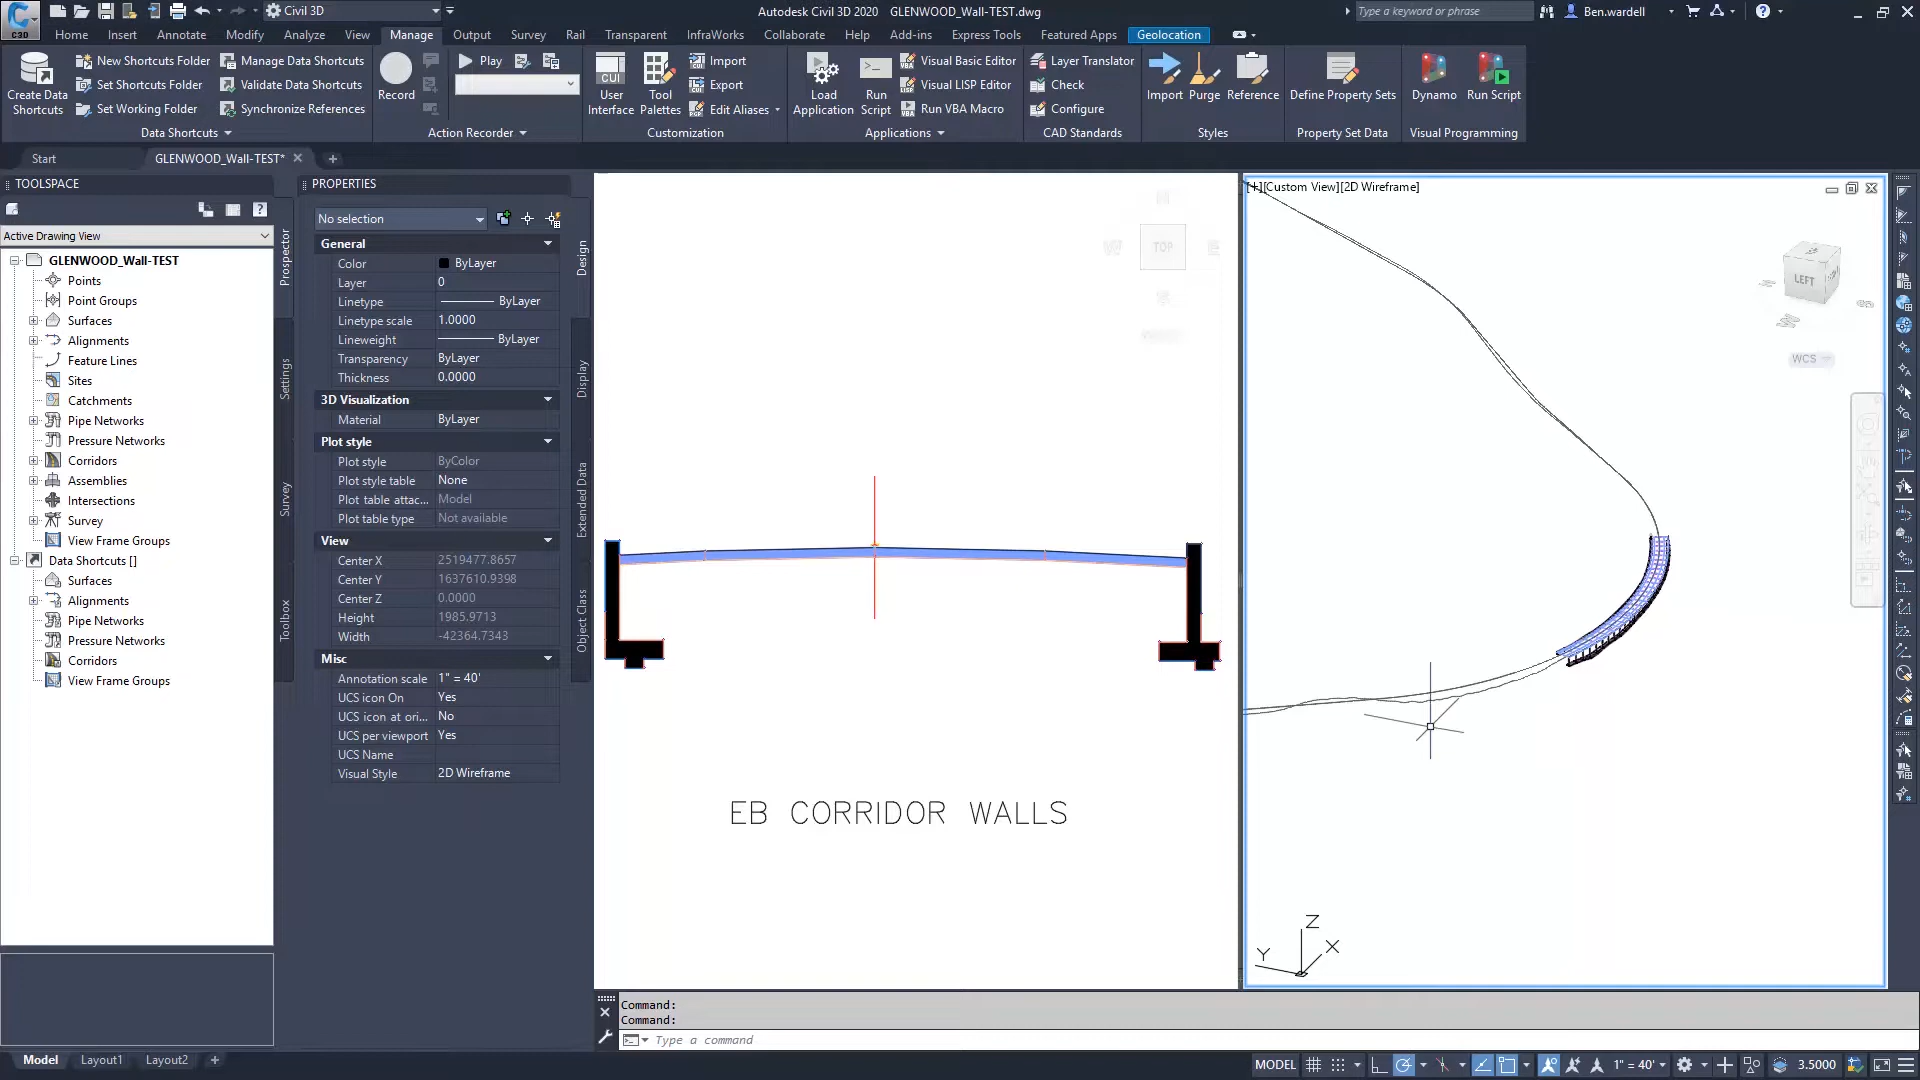 Civil 3D
Autodesk Civil 3D 2020 GLENWOOD_Wall-TEST.dwg
Type a keyword or phrase
Ben.wardell
C3D
Home Insert Annotate Modify Analyze View Manage Output Survey Rail Transparent InfraWorks Collaborate Help Add-ins Express Tools Featured Apps Geolocation
Create Data Shortcuts
New Shortcuts Folder
Set Shortcuts Folder
Set Working Folder
Manage Data Shortcuts
Validate Data Shortcuts
Synchronize References
Data Shortcuts
Record
Play
Action Recorder
CUI
User Interface
Tool Palettes
Import
Export
Edit Aliases
Customization
Load Application
Run Script
Visual Basic Editor
Visual LISP Editor
Run VBA Macro
Applications
Layer Translator
Check
Configure
CAD Standards
Import
Purge
Reference
Styles
Define Property Sets
Property Set Data
Dynamo
Run Script
Visual Programming
Start
GLENWOOD_Wall-TEST*
TOOLSPACE
Active Drawing View
GLENWOOD_Wall-TEST
Points
Point Groups
Surfaces
Alignments
Feature Lines
Sites
Catchments
Pipe Networks
Pressure Networks
Corridors
Assemblies
Intersections
Survey
View Frame Groups
Data Shortcuts []
Surfaces
Alignments
Pipe Networks
Pressure Networks
Corridors
View Frame Groups
Prospector
Settings
Survey
Toolbox
PROPERTIES
No selection
General
Color ByLayer
Layer 0
Linetype ByLayer
Linetype scale 1.0000
Lineweight ByLayer
Transparency ByLayer
Thickness 0.0000
3D Visualization
Material ByLayer
Plot style
Plot style ByColor
Plot style table None
Plot table attac... Model
Plot table type Not available
View
Center X 2519477.8657
Center Y 1637610.9398
Center Z 0.0000
Height 1985.9713
Width -42364.7343
Misc
Annotation scale 1" = 40'
UCS icon On Yes
UCS icon at ori... No
UCS per viewport Yes
UCS Name
Visual Style 2D Wireframe
Design
Display
Extended Data
Object Class
TOP
EB CORRIDOR WALLS
[+][Custom View][2D Wireframe]
LEFT
WCS
Z
Y
X
Command:
Command:
Type a command
Model Layout1 Layout2
MODEL
1" = 40'
3.5000